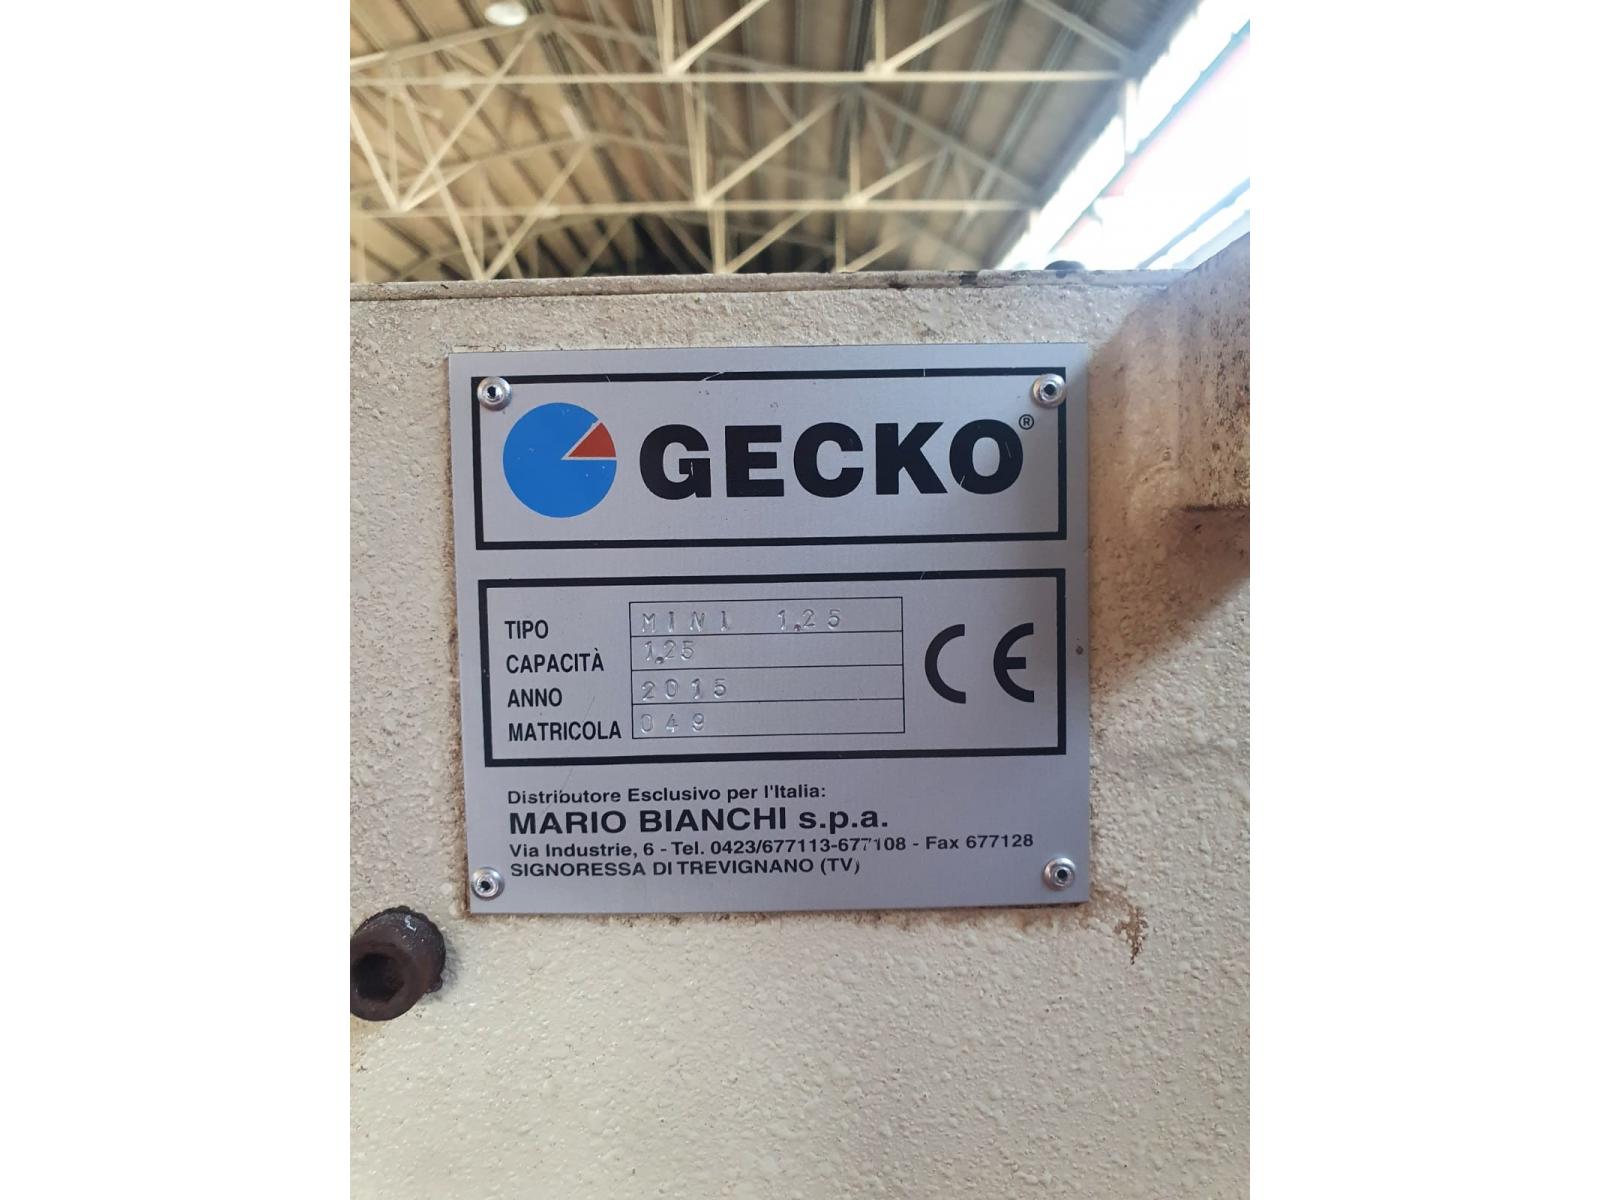 GECKO®
TIPO MINI 1.25
CAPACITÀ 1.25
ANNO 2015
MATRICOLA 049
CE
Distributore Esclusivo per l'Italia:
MARIO BIANCHI s.p.a.
Via Industrie, 6 - Tel. 0423/677113-677108 - Fax 677128
SIGNORESSA DI TREVIGNANO (TV)